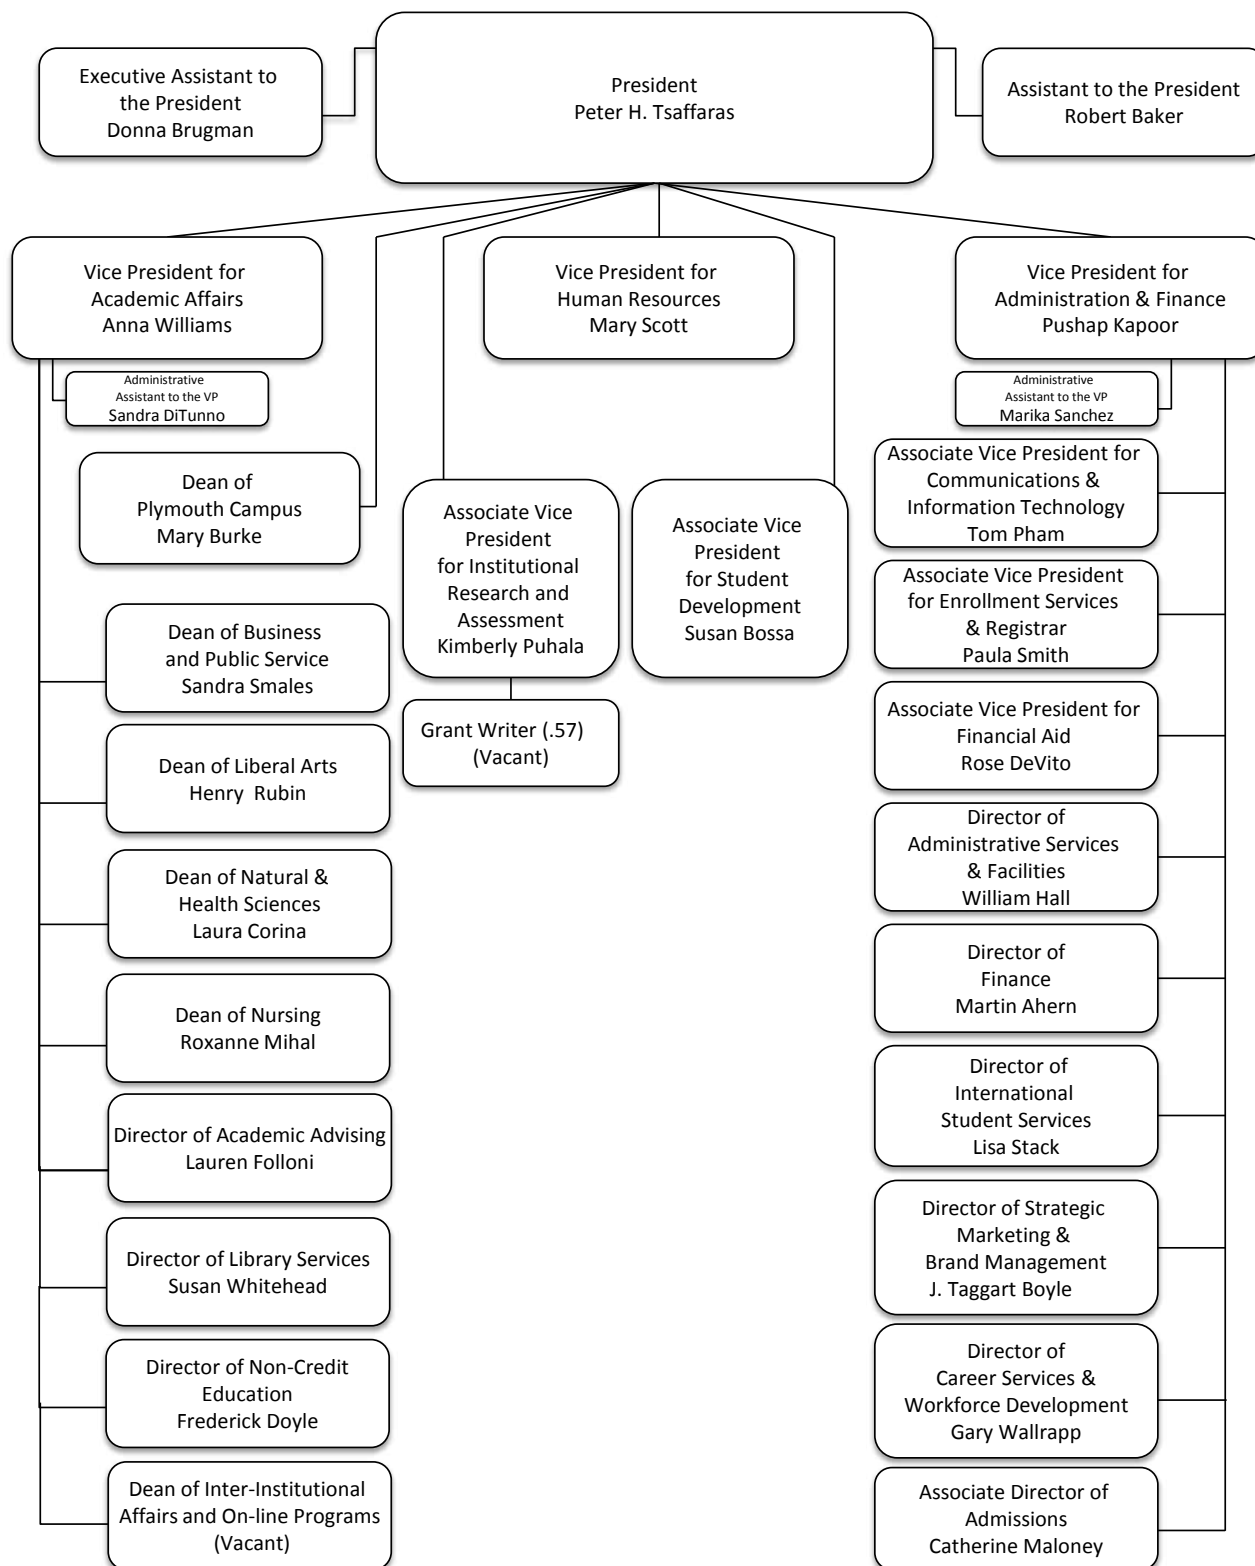 Executive Assistant to
the President
Donna Brugman
President
Peter H. Tsaffaras
Assistant to the President
Robert Baker
Vice President for
Academic Affairs
Anna Williams
Vice President for
Human Resources
Mary Scott
Vice President for
Administration & Finance
Pushap Kapoor
Administrative
Assistant to the VP
Sandra DiTunno
Administrative
Assistant to the VP
Marika Sanchez
Dean of
Plymouth Campus
Mary Burke
Associate Vice
President
for Institutional
Research and
Assessment
Kimberly Puhala
Grant Writer (.57)
(Vacant)
Associate Vice
President
for Student
Development
Susan Bossa
Dean of Business
and Public Service
Sandra Smales
Dean of Liberal Arts
Henry Rubin
Dean of Natural &
Health Sciences
Laura Corina
Dean of Nursing
Roxanne Mihal
Director of Academic Advising
Lauren Folloni
Director of Library Services
Susan Whitehead
Director of Non-Credit
Education
Frederick Doyle
Dean of Inter-Institutional
Affairs and On-line Programs
(Vacant)
Associate Vice President for
Communications &
Information Technology
Tom Pham
Associate Vice President
for Enrollment Services
& Registrar
Paula Smith
Associate Vice President for
Financial Aid
Rose DeVito
Director of
Administrative Services
& Facilities
William Hall
Director of
Finance
Martin Ahern
Director of
International
Student Services
Lisa Stack
Director of Strategic
Marketing &
Brand Management
J. Taggart Boyle
Director of
Career Services &
Workforce Development
Gary Wallrapp
Associate Director of
Admissions
Catherine Maloney